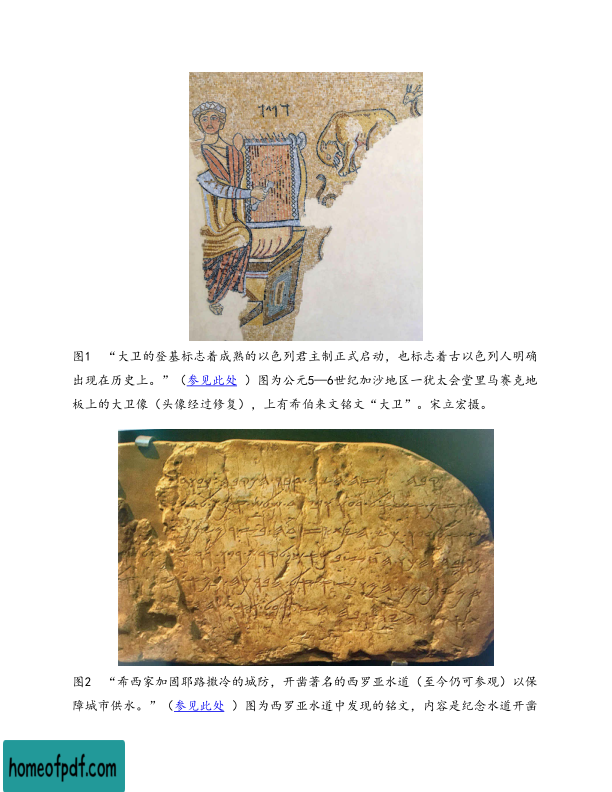 דויד
图1 “大卫的登基标志着成熟的以色列君主制正式启动，也标志着古以色列人明确
出现在历史上。”（参见此处 ）图为公元5—6世纪加沙地区一犹太会堂里马赛克地
板上的大卫像（头像经过修复），上有希伯来文铭文“大卫”。宋立宏摄。
图2 “希西家加固耶路撒冷的城防，开凿著名的西罗亚水道（至今仍可参观）以保
障城市供水。”（参见此处 ）图为西罗亚水道中发现的铭文，内容是纪念水道开凿
homeofpdf.com